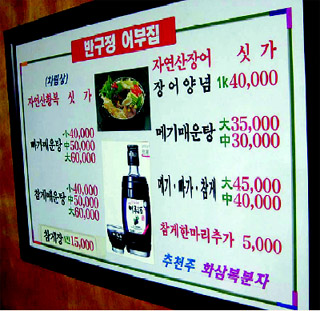 반구정 어부집
(차림상)
자연산황복 싯가
빠가매운탕 小40,000
中50,000
大60,000
참게매운탕 小40,000
中50,000
大60,000
참게장 15,000
자연산장어 싯가
장어양념 1k40,000
메기매운탕 大35,000
中30,000
메기·빠가·참게 大45,000
中40,000
참게한마리추가 5,000
추천주 화삼복분자